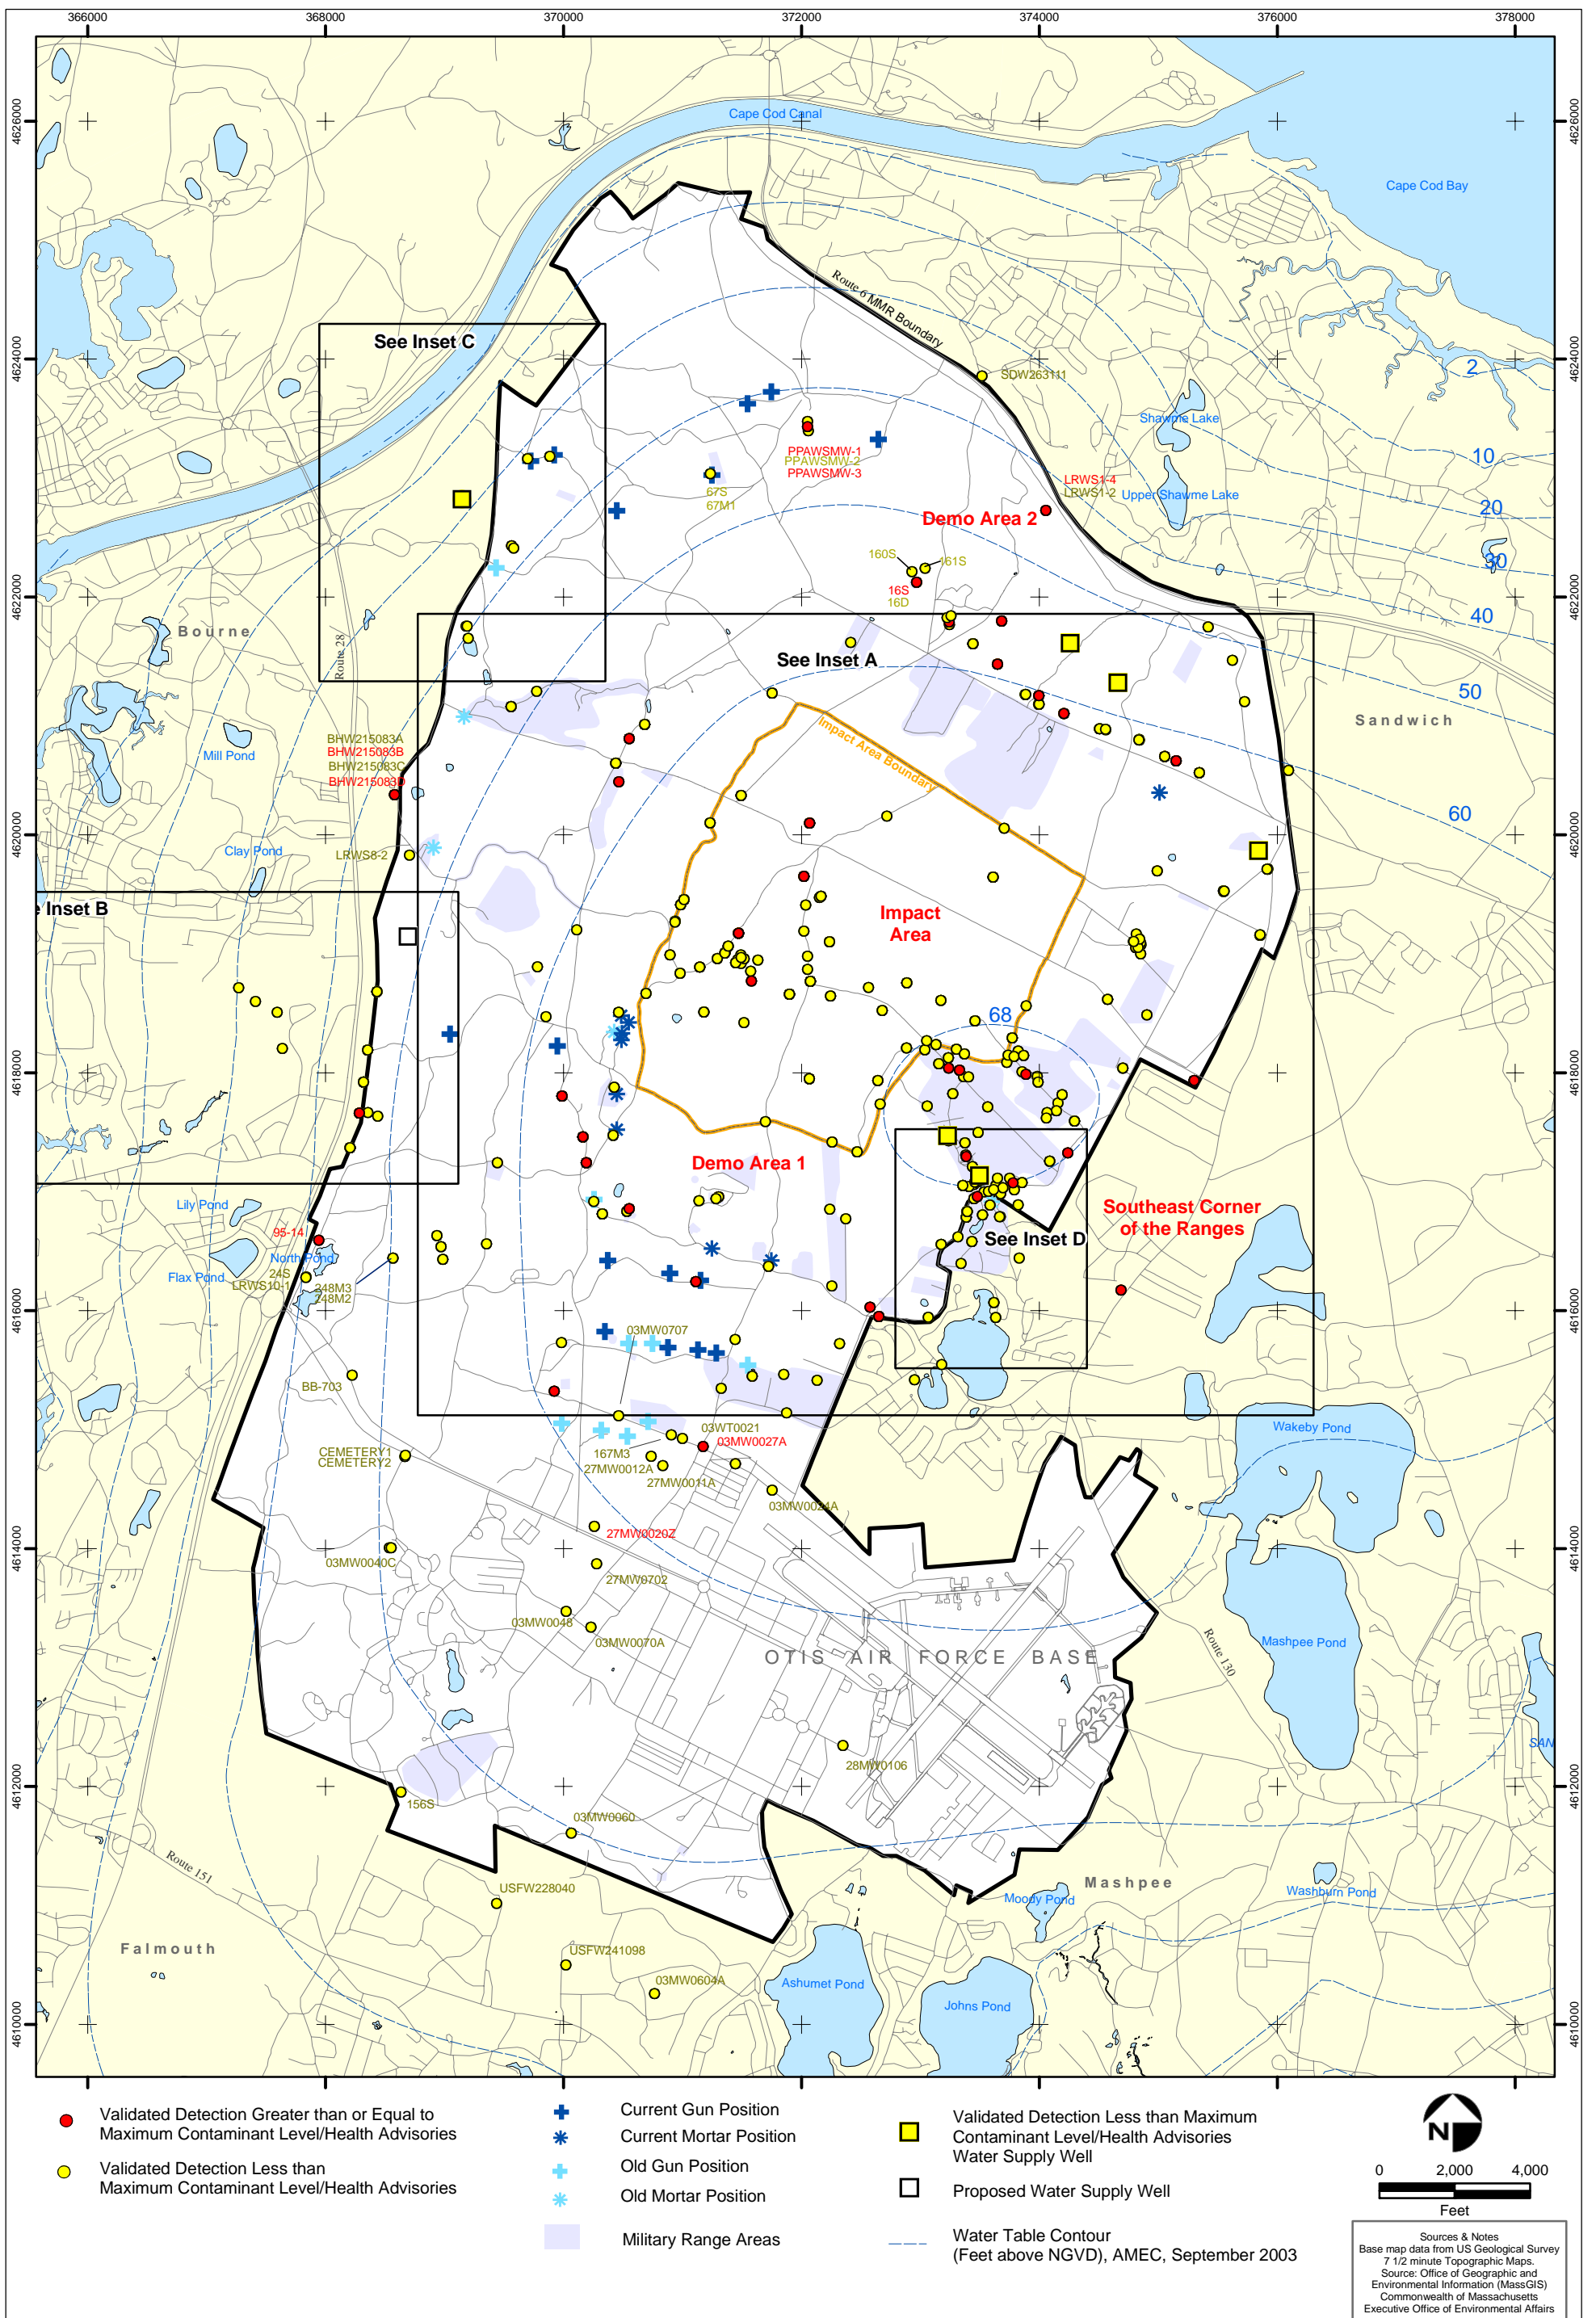 366000
368000
370000
372000
374000
376000
378000
4626000
4626000
Cape Cod Canal
Cape Cod Bay
Route 6 MMR Boundary
4624000
4624000
See Inset C
2
SDW263111
Shawme Lake
PPAWSMW-1
PPAWSMW-2
PPAWSMW-3
10
LRWS1-4
LRWS1-2
Upper Shawme Lake
67S
67M1
20
Demo Area 2
30
160S
161S
16S
16D
4622000
4622000
40
Bourne
Route 28
See Inset A
50
Sandwich
BHW215083A
BHW215083B
BHW215083C
BHW215083D
Mill Pond
Impact Area Boundary
60
4620000
4620000
Clay Pond
LRWS8-2
e Inset B
Impact
Area
68
4618000
4618000
Demo Area 1
Lily Pond
Southeast Corner
of the Ranges
95-14
North Pond
See Inset D
Flax Pond
24S
LRWS10-1
248M3
248M2
4616000
4616000
03MW0707
BB-703
Wakeby Pond
03WT0021
03MW0027A
CEMETERY1
CEMETERY2
167M3
27MW0012A
27MW0011A
03MW0024A
27MW0020Z
4614000
4614000
03MW0040C
27MW0702
03MW0048
03MW0070A
OTIS AIR FORCE BASE
Route 130
Mashpee Pond
SAN
28MW0106
4612000
4612000
156S
03MW0060
Route 151
USFW228040
Mashpee
Moody Pond
Washburn Pond
Falmouth
USFW241098
03MW0604A
Ashumet Pond
Johns Pond
4610000
4610000
Validated Detection Greater than or Equal to
Maximum Contaminant Level/Health Advisories
Validated Detection Less than
Maximum Contaminant Level/Health Advisories
Current Gun Position
Current Mortar Position
Old Gun Position
Old Mortar Position
Military Range Areas
Validated Detection Less than Maximum
Contaminant Level/Health Advisories
Water Supply Well
Proposed Water Supply Well
Water Table Contour
(Feet above NGVD), AMEC, September 2003
N
0 2,000 4,000
Feet
Sources & Notes
Base map data from US Geological Survey
7 1/2 minute Topographic Maps.
Source: Office of Geographic and
Environmental Information (MassGIS)
Commonwealth of Massachusetts
Executive Office of Environmental Affairs